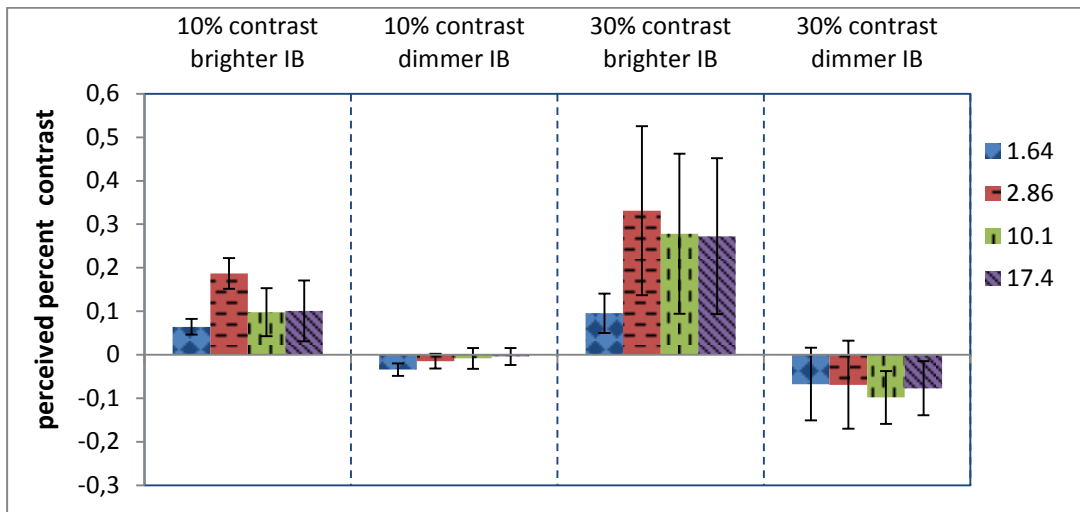 10% contrast
brighter IB
10% contrast
dimmer IB
30% contrast
brighter IB
30% contrast
dimmer IB
perceived percent contrast
0,6
0,5
0,4
0,3
0,2
0,1
0
-0,1
-0,2
-0,3
1.64
2.86
10.1
17.4